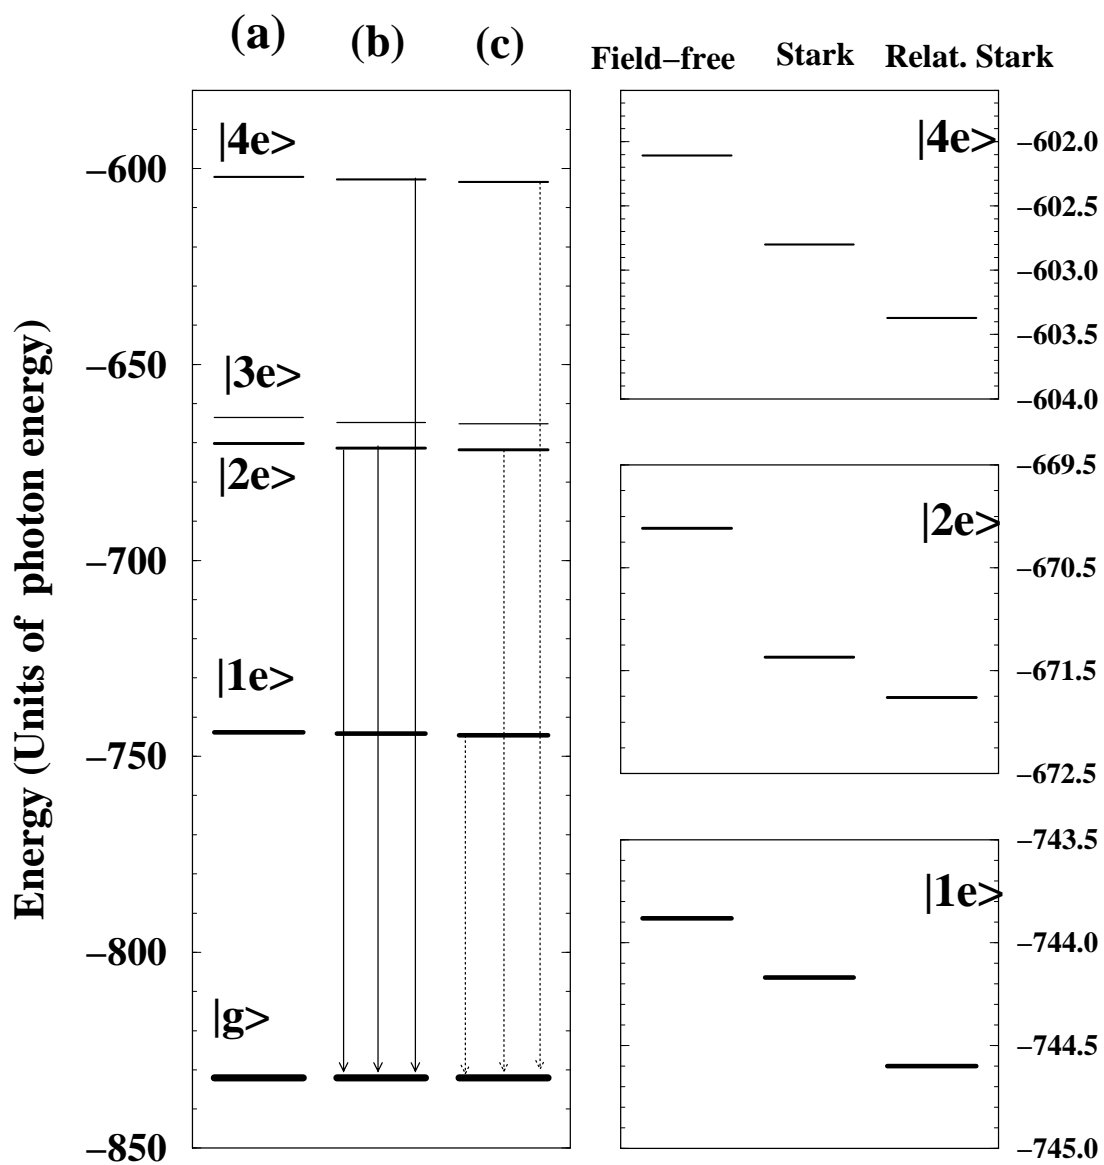 (a) (b) (c)
Field−free Stark Relat. Stark
Energy (Units of photon energy)
−600
−650
−700
−750
−800
−850
|4e>
|3e>
|2e>
|1e>
|g>
|4e>
−602.0
−602.5
−603.0
−603.5
−604.0
|2e>
−669.5
−670.5
−671.5
−672.5
|1e>
−743.5
−744.0
−744.5
−745.0